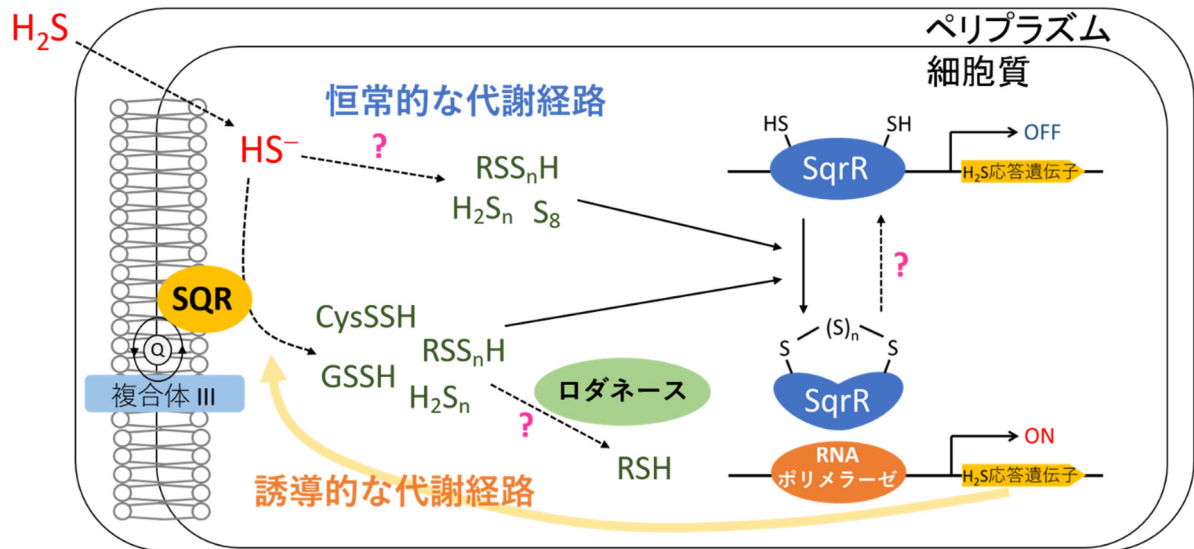 H₂S
ペリプラズム
細胞質
恒常的な代謝経路
HS⁻
?
RSSₙH
H₂Sₙ S₈
HS
SH
SqrR
OFF
H₂S応答遺伝子
?
SQR
Q
複合体 III
CysSSH
RSSₙH
GSSH
H₂Sₙ
?
ロダネース
RSH
(S)ₙ
S
S
SqrR
RNA
ポリメラーゼ
ON
H₂S応答遺伝子
誘導的な代謝経路